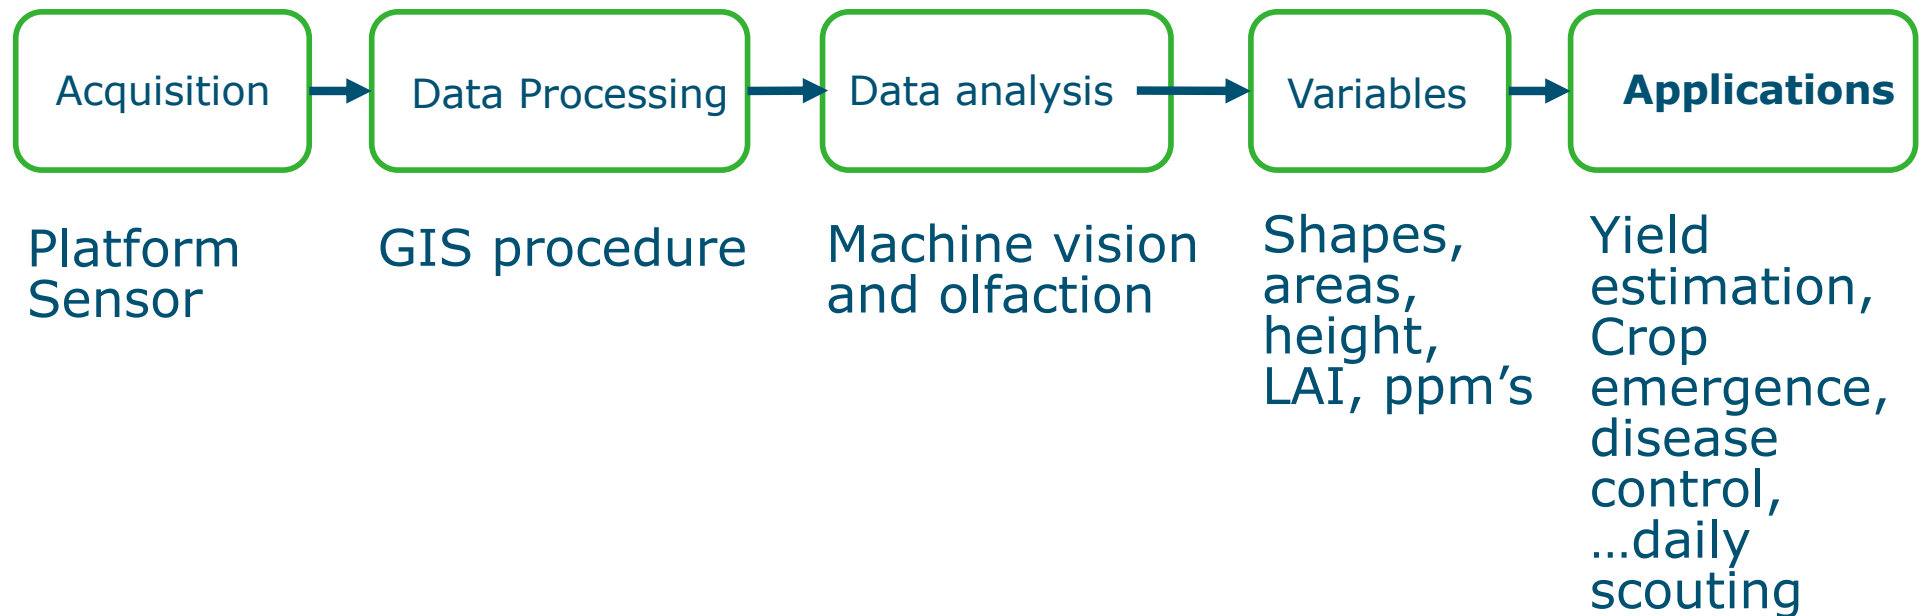 Acquisition
Data Processing
Data analysis
Variables
Applications
Platform
Sensor
GIS procedure
Machine vision
and olfaction
Shapes,
areas,
height,
LAI, ppm’s
Yield
estimation,
Crop
emergence,
disease
control,
…daily
scouting